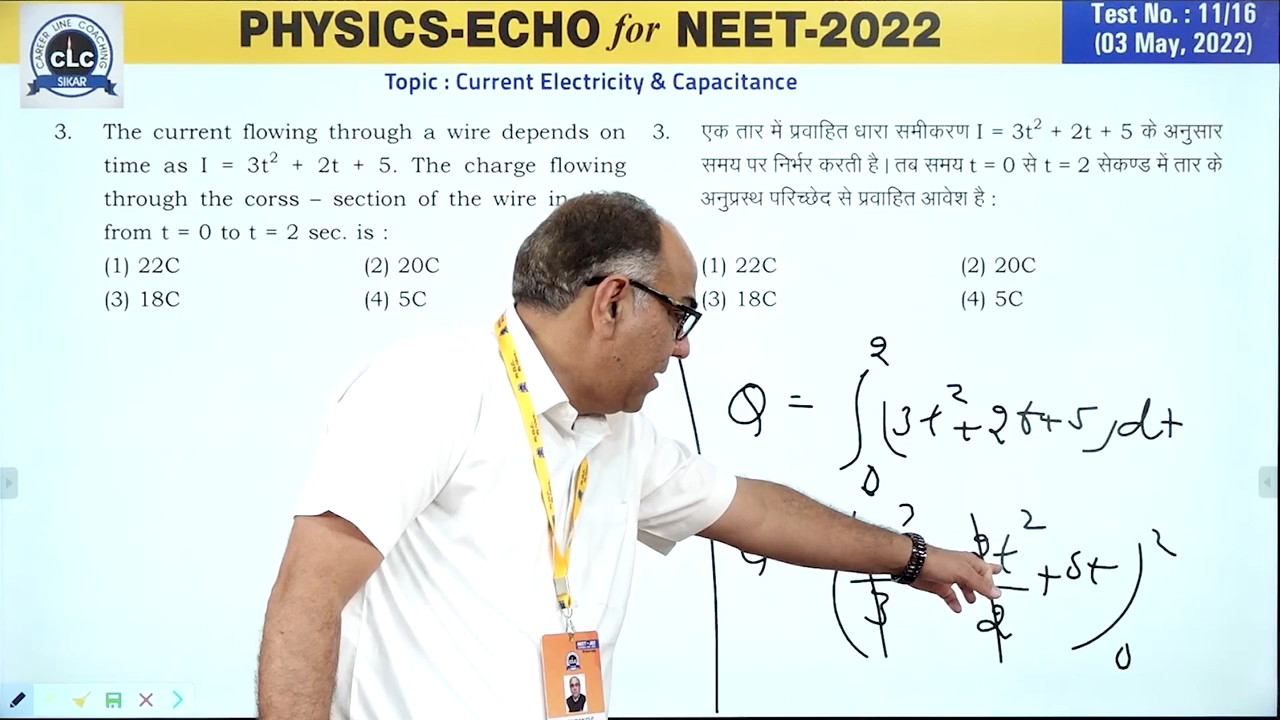 PHYSICS-ECHO for NEET-2022
Test No. : 11/16
(03 May, 2022)
CAREER LINE COACHING
CLC
SIKAR
Topic : Current Electricity & Capacitance
3. The current flowing through a wire depends on
time as I = 3t² + 2t + 5. The charge flowing
through the corss – section of the wire in
from t = 0 to t = 2 sec. is :
(1) 22C (2) 20C
(3) 18C (4) 5C
3. एक तार में प्रवाहित धारा समीकरण I = 3t² + 2t + 5 के अनुसार
समय पर निर्भर करती है। तब समय t = 0 से t = 2 सेकण्ड में तार के
अनुप्रस्थ परिच्छेद से प्रवाहित आवेश है :
(1) 22C (2) 20C
(3) 18C (4) 5C
Q = ∫₀² (3t² + 2t + 5) dt
2t²
3 2 + 5t)₀²